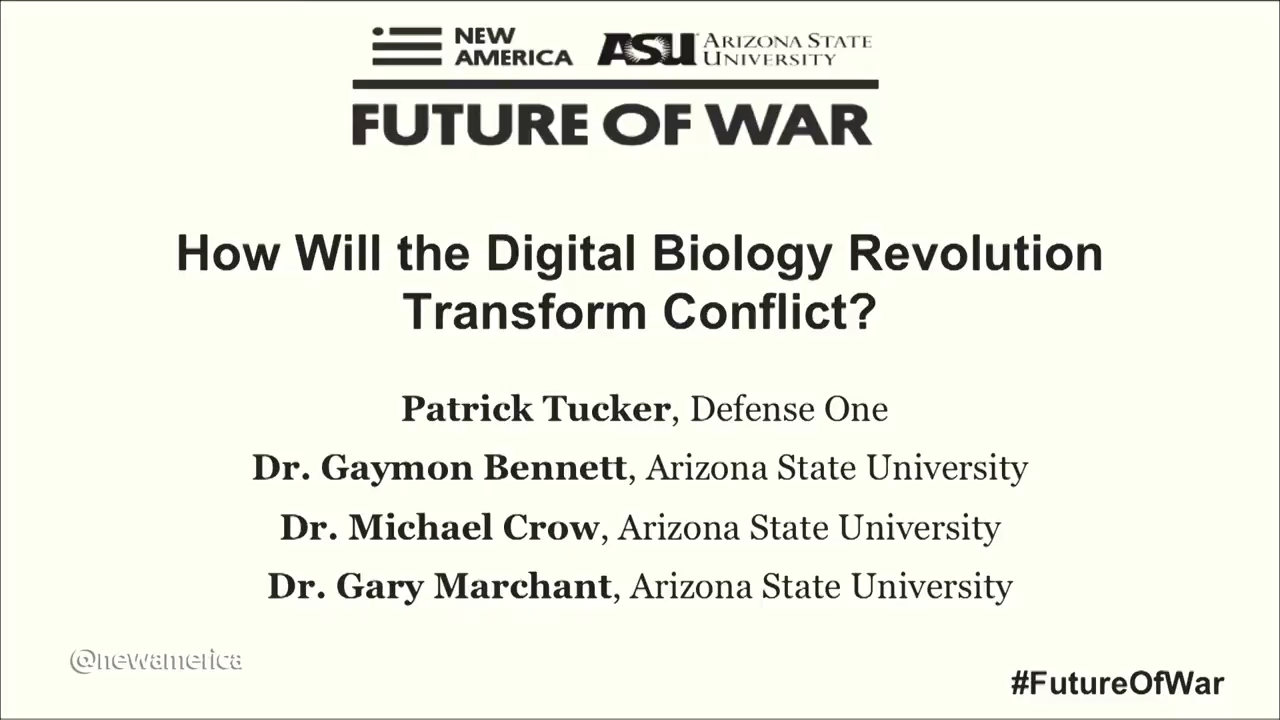 NEW
AMERICA
ASU ARIZONA STATE
UNIVERSITY
FUTURE OF WAR
How Will the Digital Biology Revolution
Transform Conflict?
Patrick Tucker, Defense One
Dr. Gaymon Bennett, Arizona State University
Dr. Michael Crow, Arizona State University
Dr. Gary Marchant, Arizona State University
@newamerica
#FutureOfWar